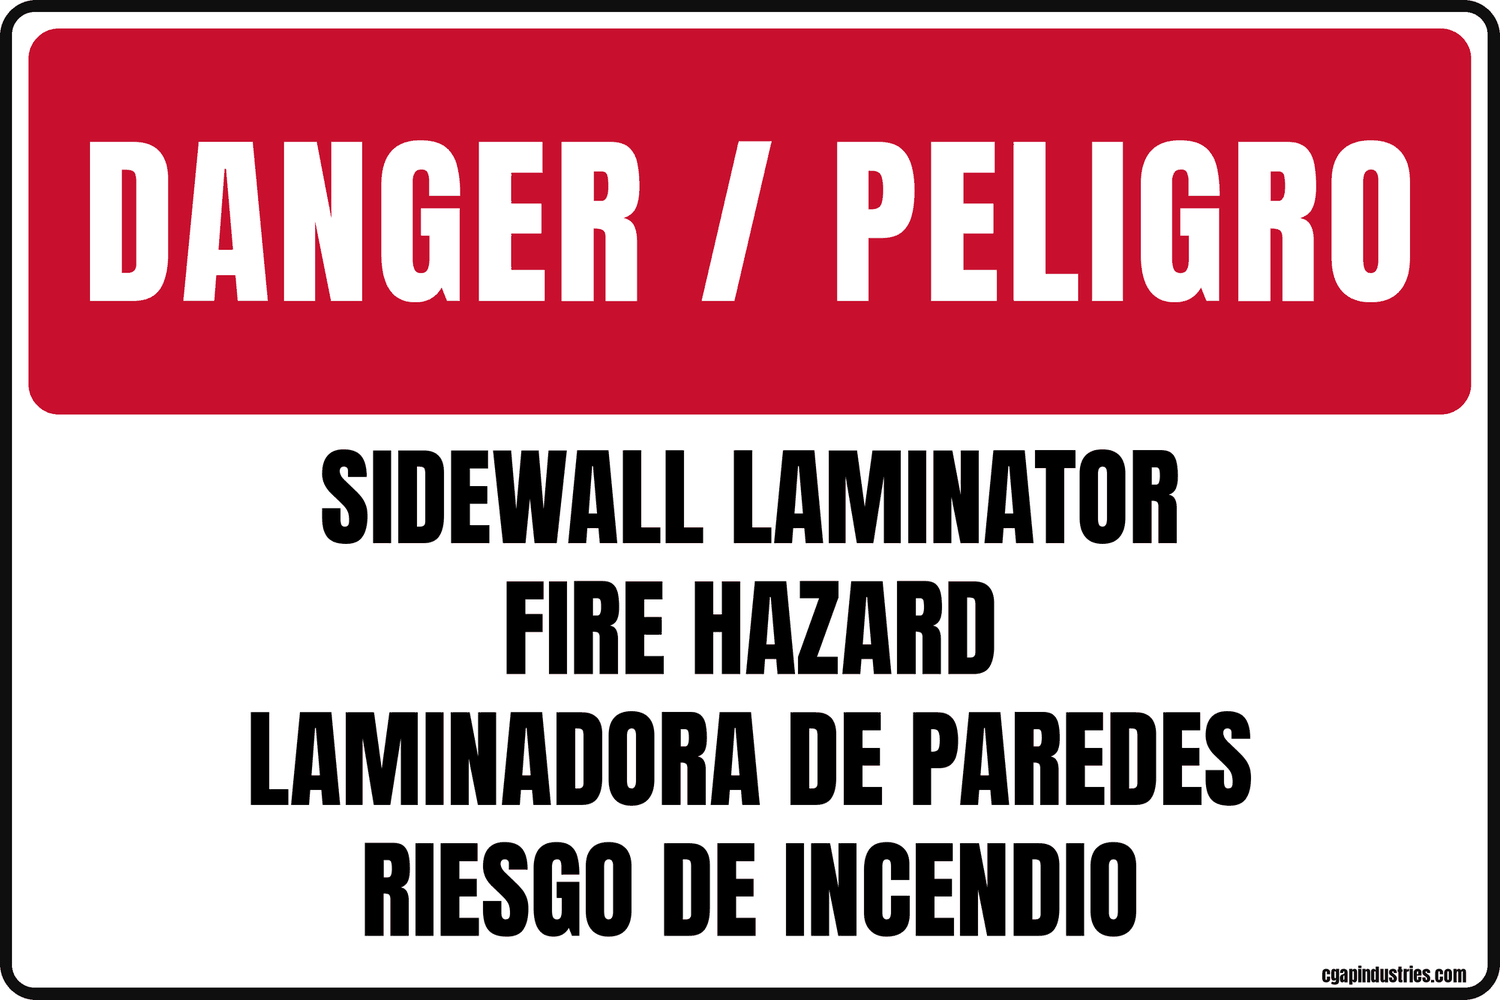 DANGER / PELIGRO
SIDEWALL LAMINATOR
FIRE HAZARD
LAMINADORA DE PAREDES
RIESGO DE INCENDIO
cgapindustries.com